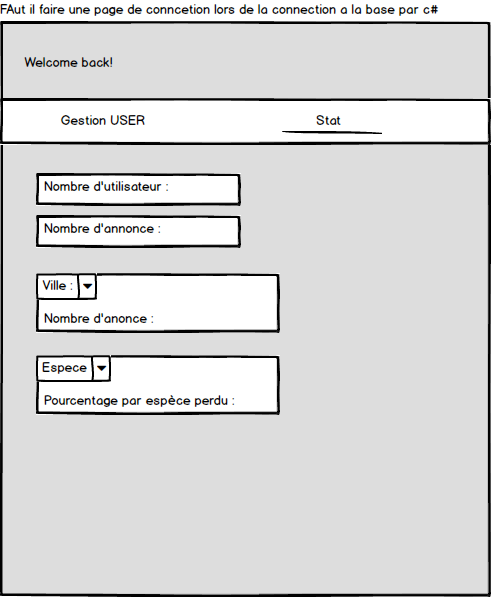 FAut il faire une page de conncetion lors de la connection a la base par c#
Welcome back!
Gestion USER
Stat
Nombre d'utilisateur :
Nombre d'annonce :
Ville :
Nombre d'anonce :
Espece
Pourcentage par espèce perdu :